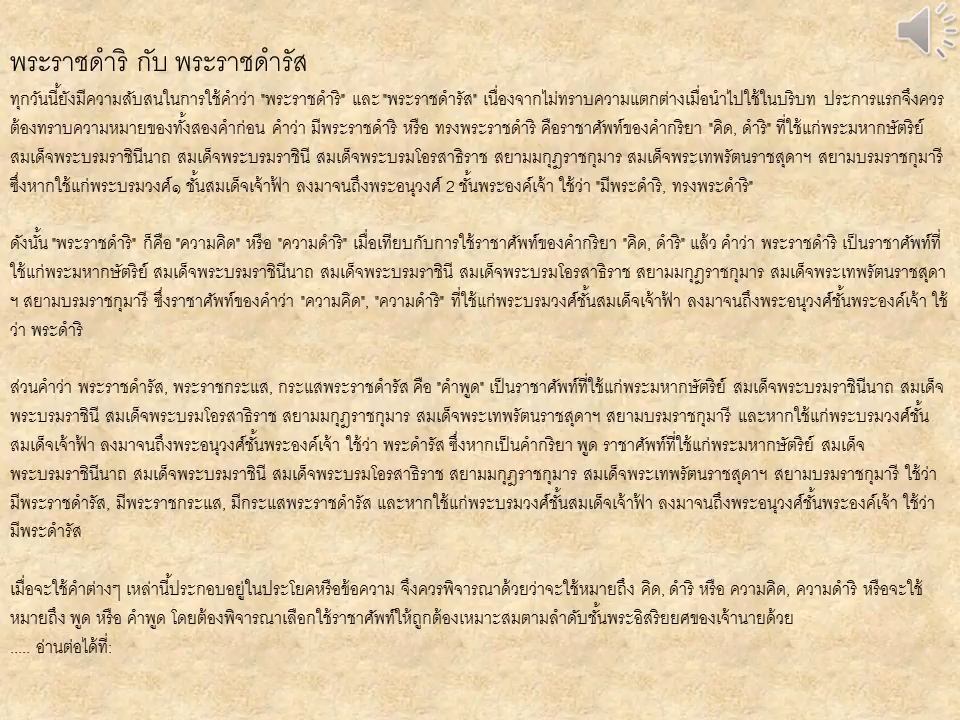 พระราชดำริ กับ พระราชดำรัส
ทุกวันนี้ยังมีความสับสนในการใช้คำว่า "พระราชดำริ" และ "พระราชดำรัส" เนื่องจากไม่ทราบความแตกต่างเมื่อนำไปใช้ในบริบท ประการแรกจึงควร
ต้องทราบความหมายของทั้งสองคำก่อน คำว่า มีพระราชดำริ หรือ ทรงพระราชดำริ คือราชาศัพท์ของคำกริยา "คิด, ดำริ" ที่ใช้แก่พระมหากษัตริย์
สมเด็จพระบรมราชินีนาถ สมเด็จพระบรมราชินี สมเด็จพระบรมโอรสาธิราช สยามมกุฎราชกุมาร สมเด็จพระเทพรัตนราชสุดาฯ สยามบรมราชกุมารี
ซึ่งหากใช้แก่พระบรมวงศ์๑ ชั้นสมเด็จเจ้าฟ้า ลงมาจนถึงพระอนุวงศ์ 2 ชั้นพระองค์เจ้า ใช้ว่า "มีพระดำริ, ทรงพระดำริ"
ดังนั้น "พระราชดำริ" ก็คือ "ความคิด" หรือ "ความดำริ" เมื่อเทียบกับการใช้ราชาศัพท์ของคำกริยา "คิด, ดำริ" แล้ว คำว่า พระราชดำริ เป็นราชาศัพท์ที่
ใช้แก่พระมหากษัตริย์ สมเด็จพระบรมราชินีนาถ สมเด็จพระบรมราชินี สมเด็จพระบรมโอรสาธิราช สยามมกุฎราชกุมาร สมเด็จพระเทพรัตนราชสุดา
ฯ สยามบรมราชกุมารี ซึ่งราชาศัพท์ของคำว่า "ความคิด", "ความดำริ" ที่ใช้แก่พระบรมวงศ์ชั้นสมเด็จเจ้าฟ้า ลงมาจนถึงพระอนุวงศ์ชั้นพระองค์เจ้า ใช้
ว่า พระดำริ
ส่วนคำว่า พระราชดำรัส, พระราชกระแส, กระแสพระราชดำรัส คือ "คำพูด" เป็นราชาศัพท์ที่ใช้แก่พระมหากษัตริย์ สมเด็จพระบรมราชินีนาถ สมเด็จ
พระบรมราชินี สมเด็จพระบรมโอรสาธิราช สยามมกุฎราชกุมาร สมเด็จพระเทพรัตนราชสุดาฯ สยามบรมราชกุมารี และหากใช้แก่พระบรมวงศ์ชั้น
สมเด็จเจ้าฟ้า ลงมาจนถึงพระอนุวงศ์ชั้นพระองค์เจ้า ใช้ว่า พระดำรัส ซึ่งหากเป็นคำกริยา พูด ราชาศัพท์ที่ใช้แก่พระมหากษัตริย์ สมเด็จ
พระบรมราชินีนาถ สมเด็จพระบรมราชินี สมเด็จพระบรมโอรสาธิราช สยามมกุฎราชกุมาร สมเด็จพระเทพรัตนราชสุดาฯ สยามบรมราชกุมารี ใช้ว่า
มีพระราชดำรัส, มีพระราชกระแส, มีกระแสพระราชดำรัส และหากใช้แก่พระบรมวงศ์ชั้นสมเด็จเจ้าฟ้า ลงมาจนถึงพระอนุวงศ์ชั้นพระองค์เจ้า ใช้ว่า
มีพระดำรัส
เมื่อจะใช้คำต่างๆ เหล่านี้ประกอบอยู่ในประโยคหรือข้อความ จึงควรพิจารณาด้วยว่าจะใช้หมายถึง คิด, ดำริ หรือ ความคิด, ความดำริ หรือจะใช้
หมายถึง พูด หรือ คำพูด โดยต้องพิจารณาเลือกใช้ราชาศัพท์ให้ถูกต้องเหมาะสมตามลำดับชั้นพระอิสริยยศของเจ้านายด้วย
..... อ่านต่อได้ที่: